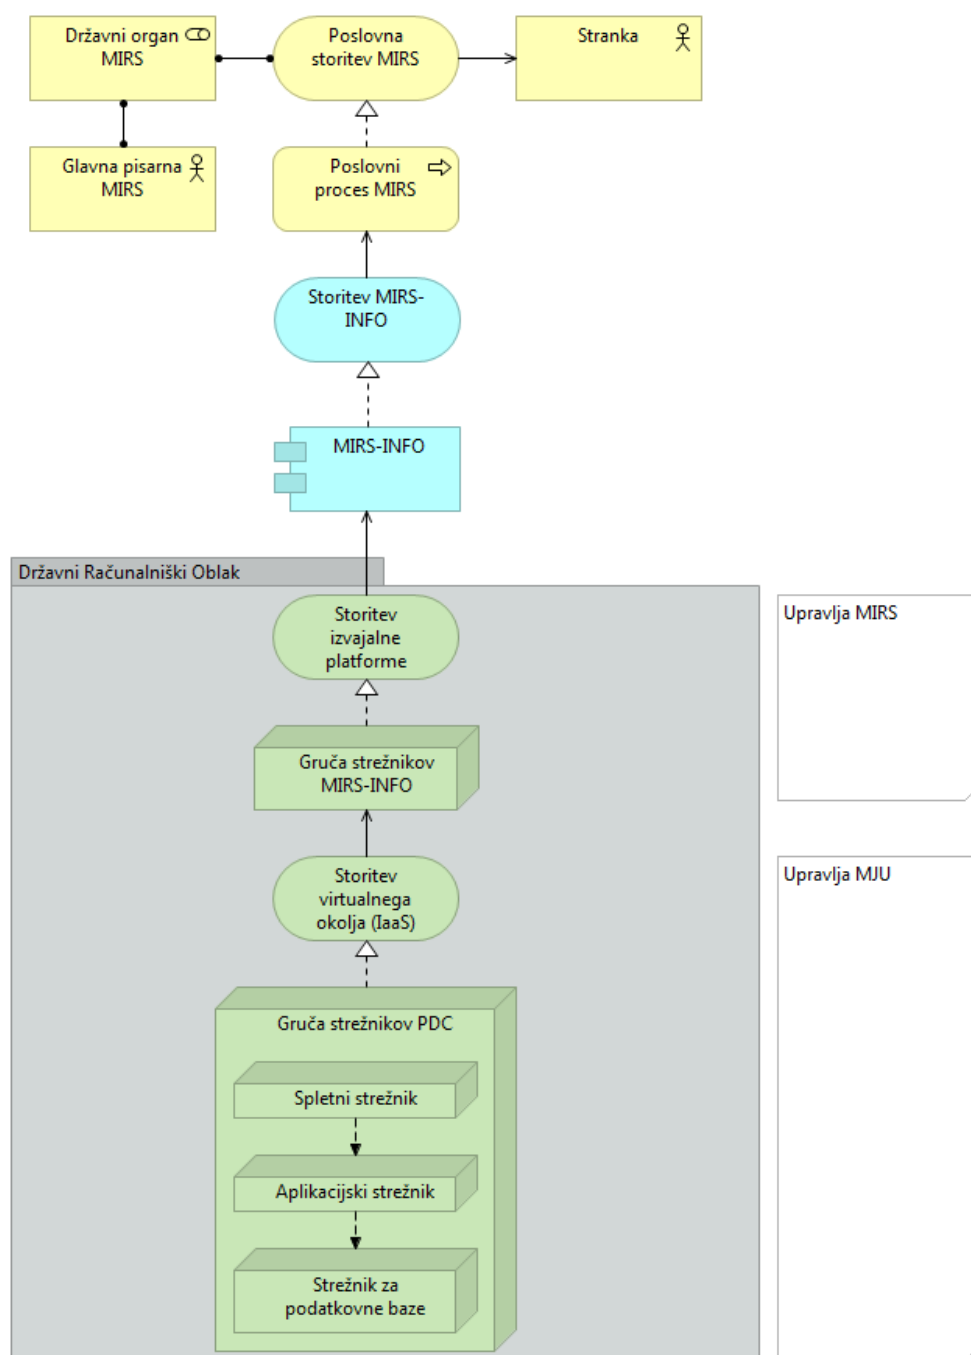 Državni organ
MIRS
Poslovna
storitev MIRS
Stranka
Glavna pisarna
MIRS
Poslovni
proces MIRS
Storitev MIRS-
INFO
MIRS-INFO
Državni Računalniški Oblak
Storitev
izvajalne
platforme
Upravlja MIRS
Gruča strežnikov
MIRS-INFO
Storitev
virtualnega
okolja (IaaS)
Upravlja MJU
Gruča strežnikov PDC
Spletni strežnik
Aplikacijski strežnik
Strežnik za
podatkovne baze